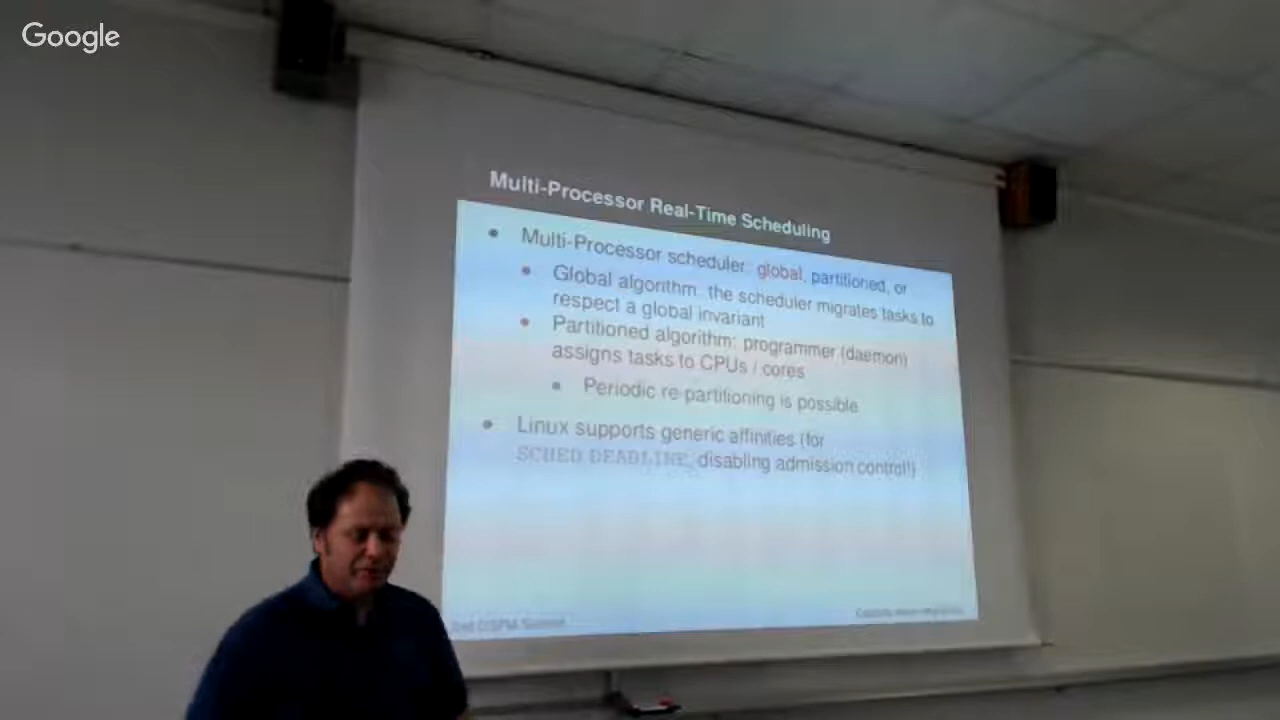 Google
Multi-Processor Real-Time Scheduling
Multi-Processor scheduler: global, partitioned, or
Global algorithm: the scheduler migrates tasks to
respect a global invariant
Partitioned algorithm: programmer (daemon)
assigns tasks to CPUs / cores
Periodic re-partitioning is possible
Linux supports generic affinities (for
SCHED_DEADLINE, disabling admission control!)